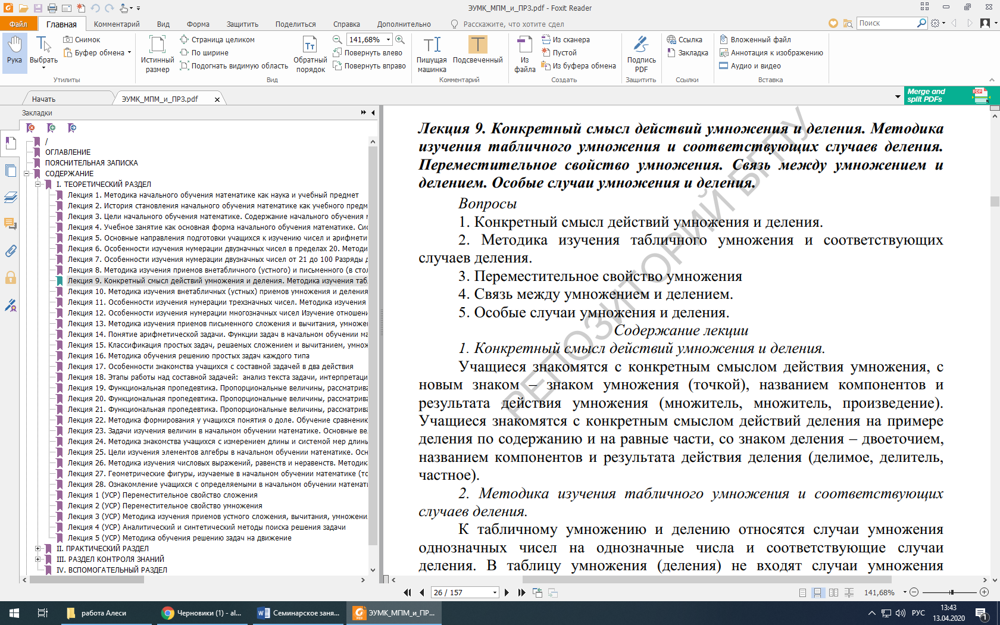 ЭУМК_МПМ_и_ПРЗ.pdf - Foxit Reader
Файл Главная Комментарий Вид Форма Защитить Поделиться Справка Дополнительно Расскажите, что хотите сдел Поиск
Рука
Выбрать
Снимок
Буфер обмена
Утилиты
Истинный размер
Страница целиком
По ширине
Подогнать видимую область
Обратный порядок
141,68%
Повернуть влево
Повернуть вправо
Вид
Пишущая машинка
Подсвеченный
Комментарий
Из файла
Из сканера
Пустой
Из буфера обмена
Создать
Подпись PDF
Защитить
Ссылка
Закладка
Ссылки
Вложенный файл
Аннотация к изображению
Аудио и видео
Вставка
Начать
ЭУМК_МПМ_и_ПРЗ.pdf
Merge and
split PDFs
Закладки
/
ОГЛАВЛЕНИЕ
ПОЯСНИТЕЛЬНАЯ ЗАПИСКА
СОДЕРЖАНИЕ
I. ТЕОРЕТИЧЕСКИЙ РАЗДЕЛ
Лекция 1. Методика начального обучения математике как наука и учебный предмет
Лекция 2. История становления начального обучения математике как учебного предм
Лекция 3. Цели начального обучения математике. Содержание начального обучения м
Лекция 4. Учебное занятие как основная форма начального обучения математике. Сис
Лекция 5. Основные направления подготовки учащихся к изучению чисел и арифмети
Лекция 6. Особенности изучения нумерации двузначных чисел в пределах 20. Методи
Лекция 7. Особенности изучения нумерации двузначных чисел от 21 до 100 Разряды д
Лекция 8. Методика изучения приемов внетабличного (устного) и письменного (в стол
Лекция 9. Конкретный смысл действий умножения и деления. Методика изучения таб
Лекция 10. Методика изучения внетабличных (устных) приемов умножения и деления
Лекция 11. Особенности изучения нумерации трехзначных чисел. Методика изучения
Лекция 12. Особенности изучения нумерации многозначных чисел Изучение отношени
Лекция 13. Методика изучения приемов письменного сложения и вычитания, умноже
Лекция 14. Понятие арифметической задачи. Функции задач в начальном обучении ма
Лекция 15. Классификация простых задач, решаемых сложением и вычитанием, умнож
Лекция 16. Методика обучения решению простых задач каждого типа
Лекция 17. Особенности знакомства учащихся с составной задачей в два действия
Лекция 18. Этапы работы над составной задачей: анализ текста задачи, интерпретаци
Лекция 19. Функциональная пропедевтика. Пропорциональные величины, рассматрива
Лекция 20. Функциональная пропедевтика. Пропорциональные величины, рассматрива
Лекция 21. Функциональная пропедевтика. Пропорциональные величины, рассматрива
Лекция 22. Методика формирования у учащихся понятия о доле. Обучение сравнению
Лекция 23. Задачи изучения величин в начальном обучении математике. Основные ве
Лекция 24. Методика знакомства учащихся с измерением длины и системой мер длины
Лекция 25. Цели изучения элементов алгебры в начальном обучении математике. Осн
Лекция 26. Методика изучения числовых выражений, равенств и неравенств. Методик
Лекция 27. Геометрические фигуры, изучаемые в начальном обучении математике (то
Лекция 28. Ознакомление учащихся с определяемыми в начальном обучении математ
Лекция 1 (УСР) Переместительное свойство сложения
Лекция 2 (УСР) Переместительное свойство умножения
Лекция 3 (УСР) Методика изучения приемов устного сложения, вычитания, умножени
Лекция 4 (УСР) Аналитический и синтетический методы поиска решения задачи
Лекция 5 (УСР) Методика обучения решению задач на движение
II. ПРАКТИЧЕСКИЙ РАЗДЕЛ
III. РАЗДЕЛ КОНТРОЛЯ ЗНАНИЙ
IV. ВСПОМОГАТЕЛЬНЫЙ РАЗДЕЛ
РЕПОЗИТОРИЙ БГПУ
Лекция 9. Конкретный смысл действий умножения и деления. Методика
изучения табличного умножения и соответствующих случаев деления.
Переместительное свойство умножения. Связь между умножением и
делением. Особые случаи умножения и деления.
Вопросы
1. Конкретный смысл действий умножения и деления.
2. Методика изучения табличного умножения и соответствующих
случаев деления.
3. Переместительное свойство умножения
4. Связь между умножением и делением.
5. Особые случаи умножения и деления.
Содержание лекции
1. Конкретный смысл действий умножения и деления.
Учащиеся знакомятся с конкретным смыслом действия умножения, с
новым знаком – знаком умножения (точкой), названием компонентов и
результата действия умножения (множитель, множитель, произведение).
Учащиеся знакомятся с конкретным смыслом действий деления на примере
деления по содержанию и на равные части, со знаком деления – двоеточием,
названием компонентов и результата действия деления (делимое, делитель,
частное).
2. Методика изучения табличного умножения и соответствующих
случаев деления.
К табличному умножению и делению относятся случаи умножения
однозначных чисел на однозначные числа и соответствующие случаи
деления. В таблицу умножения (деления) не входят случаи умножения
26 / 157
141,68%
работа Алеси
Черновики (1) - al...
Семинарское заня...
ЭУМК_МПМ_и_ПР...
РУС
13:43
13.04.2020
1